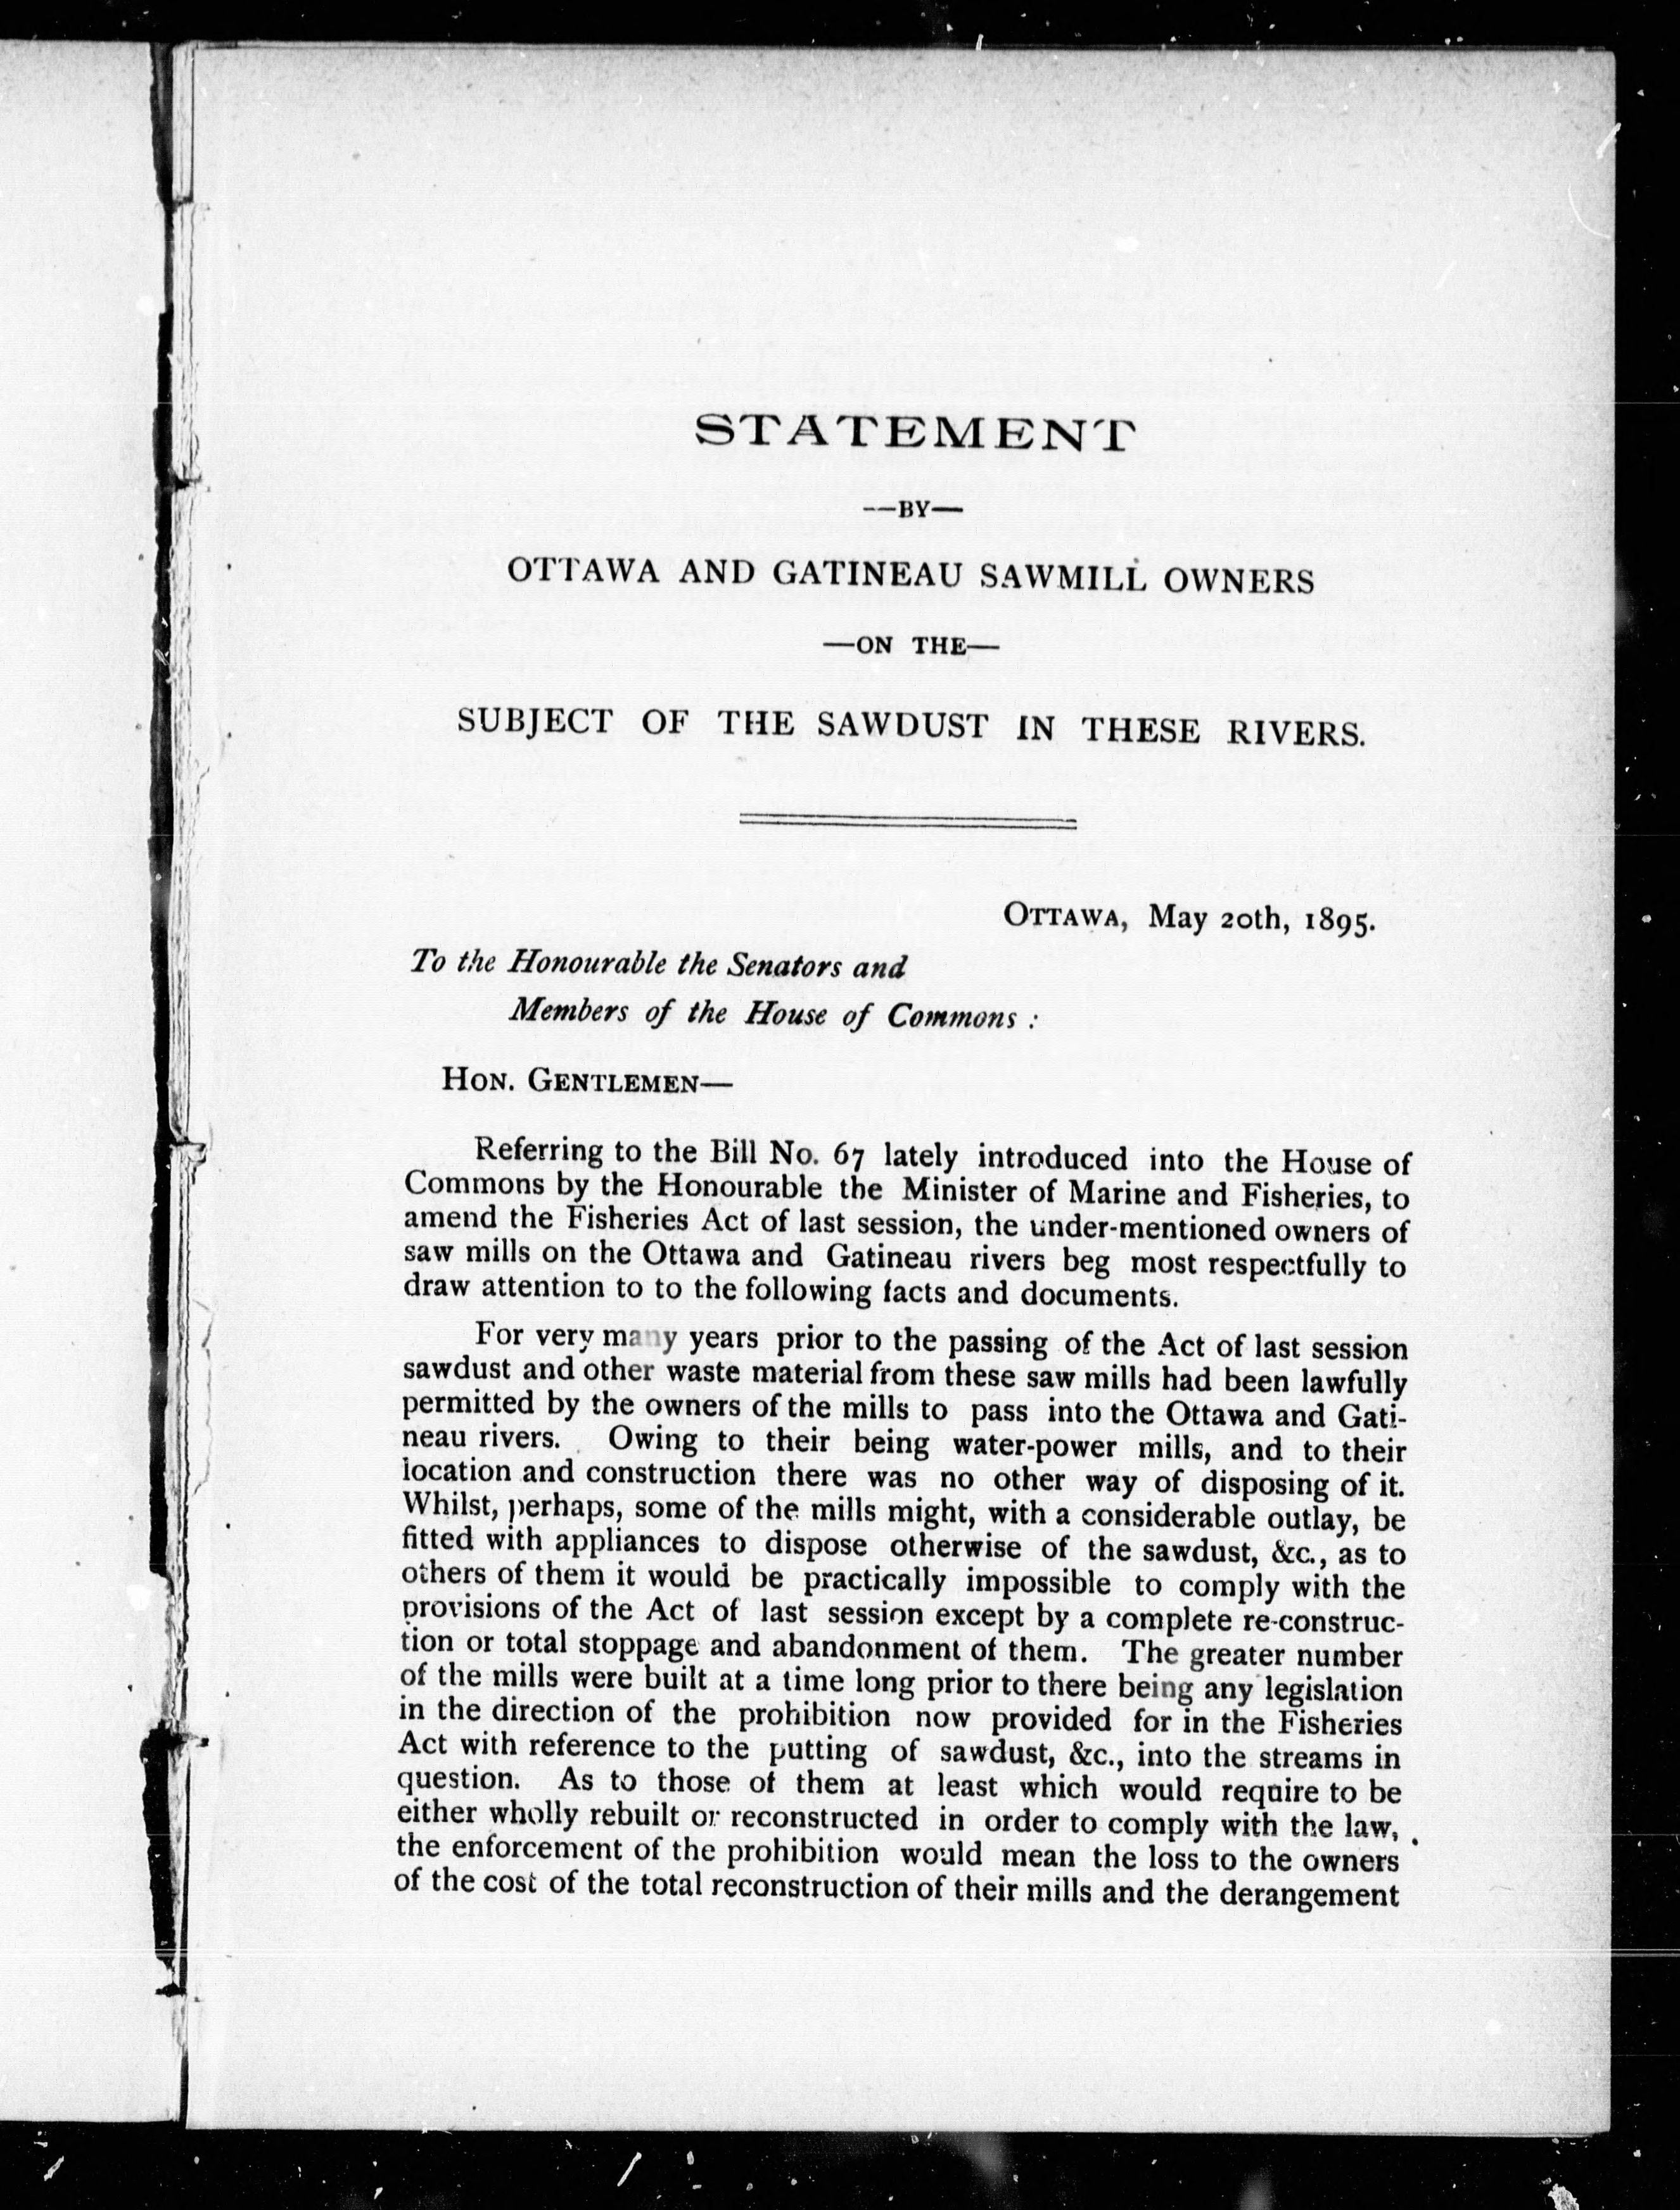 STATEMENT
—BY—
OTTAWA AND GATINEAU SAWMILL OWNERS
—ON THE—
SUBJECT OF THE SAWDUST IN THESE RIVERS.
OTTAWA, May 20th, 1895.
To the Honourable the Senators and
Members of the House of Commons :
HON. GENTLEMEN—
Referring to the Bill No. 67 lately introduced into the House of
Commons by the Honourable the Minister of Marine and Fisheries, to
amend the Fisheries Act of last session, the under-mentioned owners of
saw mills on the Ottawa and Gatineau rivers beg most respectfully to
draw attention to to the following facts and documents.
For very many years prior to the passing of the Act of last session
sawdust and other waste material from these saw mills had been lawfully
permitted by the owners of the mills to pass into the Ottawa and Gati-
neau rivers. Owing to their being water-power mills, and to their
location and construction there was no other way of disposing of it.
Whilst, perhaps, some of the mills might, with a considerable outlay, be
fitted with appliances to dispose otherwise of the sawdust, &c., as to
others of them it would be practically impossible to comply with the
provisions of the Act of last session except by a complete re-construc-
tion or total stoppage and abandonment of them. The greater number
of the mills were built at a time long prior to there being any legislation
in the direction of the prohibition now provided for in the Fisheries
Act with reference to the putting of sawdust, &c., into the streams in
question. As to those of them at least which would require to be
either wholly rebuilt or reconstructed in order to comply with the law,
the enforcement of the prohibition would mean the loss to the owners
of the cost of the total reconstruction of their mills and the derangement